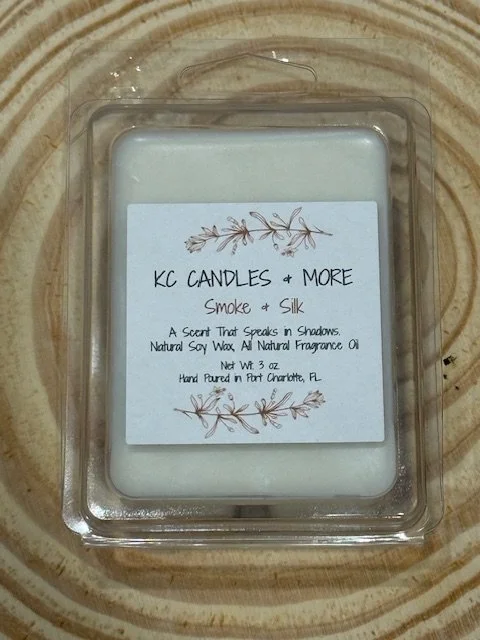 KC CANDLES & MORE
Smoke & Silk
A Scent That Speaks in Shadows.
Natural Soy Wax, All Natural Fragrance Oil
Net Wt. 3 oz.
Hand Poured in Port Charlotte, FL.